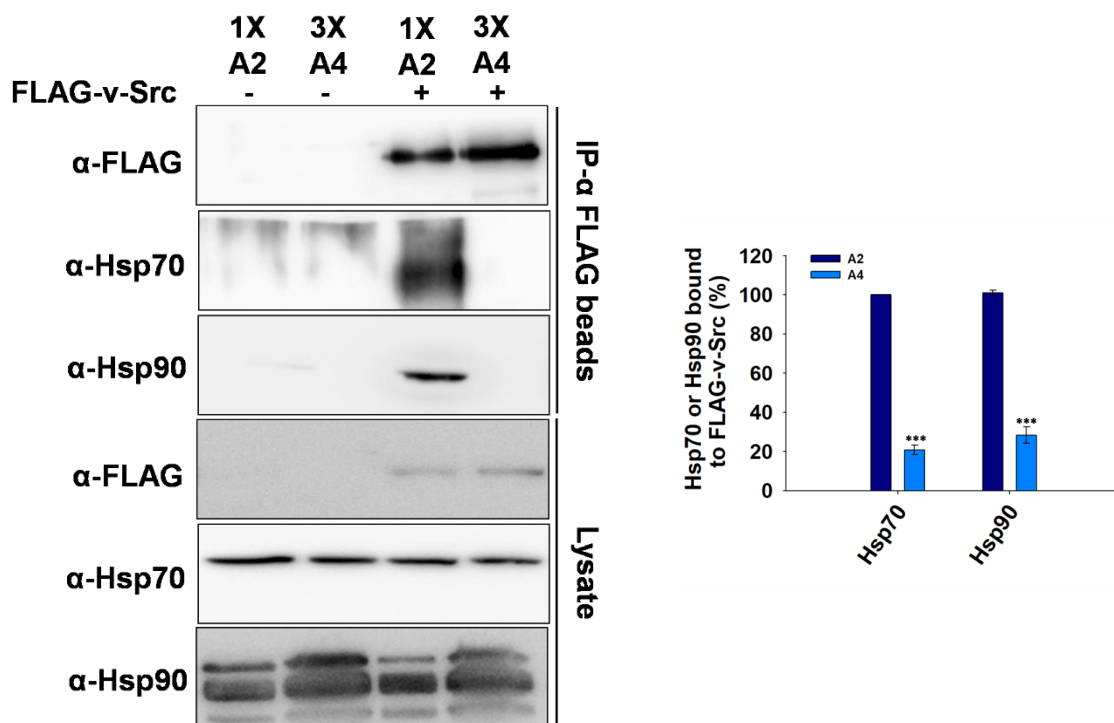 1X 3X 1X 3X
A2 A4 A2 A4
FLAG-v-Src - - + +
α-FLAG
α-Hsp70
α-Hsp90
IP-α FLAG beads
α-FLAG
α-Hsp70
α-Hsp90
Lysate
Hsp70 or Hsp90 bound
to FLAG-v-Src (%)
120
100
80
60
40
20
0
A2
A4
***
***
Hsp70
Hsp90